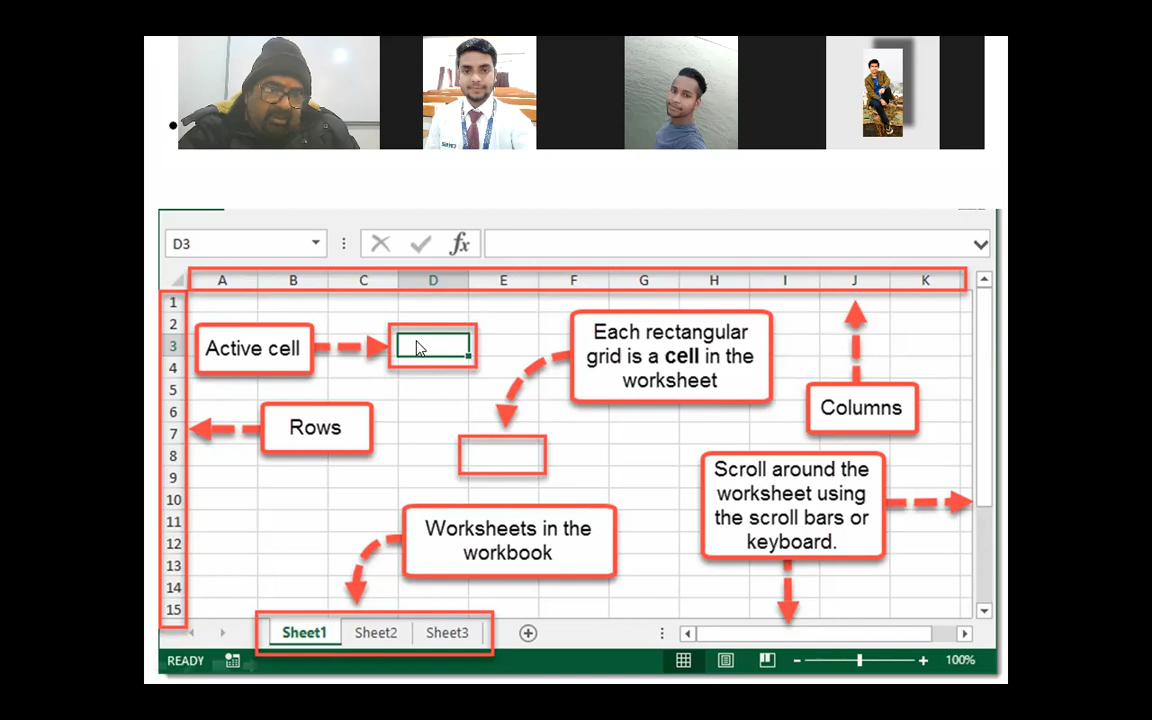 D3
fx
A B C D E F G H I J K
1
2
3
4
5
6
7
8
9
10
11
12
13
14
15
Active cell
Each rectangular
grid is a cell in the
worksheet
Columns
Rows
Scroll around the
worksheet using
the scroll bars or
keyboard.
Worksheets in the
workbook
Sheet1 Sheet2 Sheet3
READY 100%